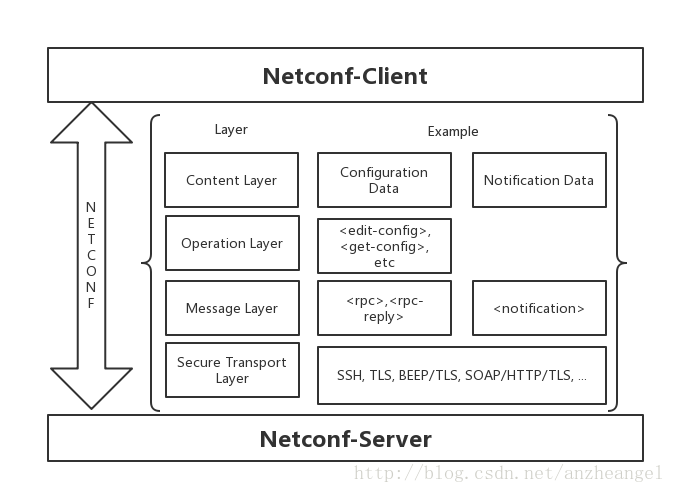 Netconf-Client
Layer
Example
Content Layer
Configuration
Data
Notification Data
NETCONF
Operation Layer
<edit-config>,
<get-config>,
etc
Message Layer
<rpc>,<rpc-
reply>
<notification>
Secure Transport
Layer
SSH, TLS, BEEP/TLS, SOAP/HTTP/TLS, ...
Netconf-Server
http://blog.csdn.net/anzheangel